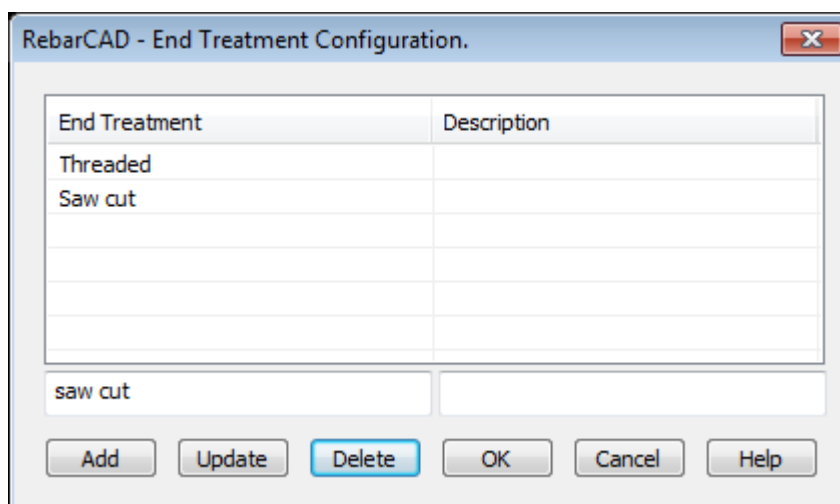 RebarCAD - End Treatment Configuration.
End Treatment Description
Threaded
Saw cut
saw cut
Add Update Delete OK Cancel Help